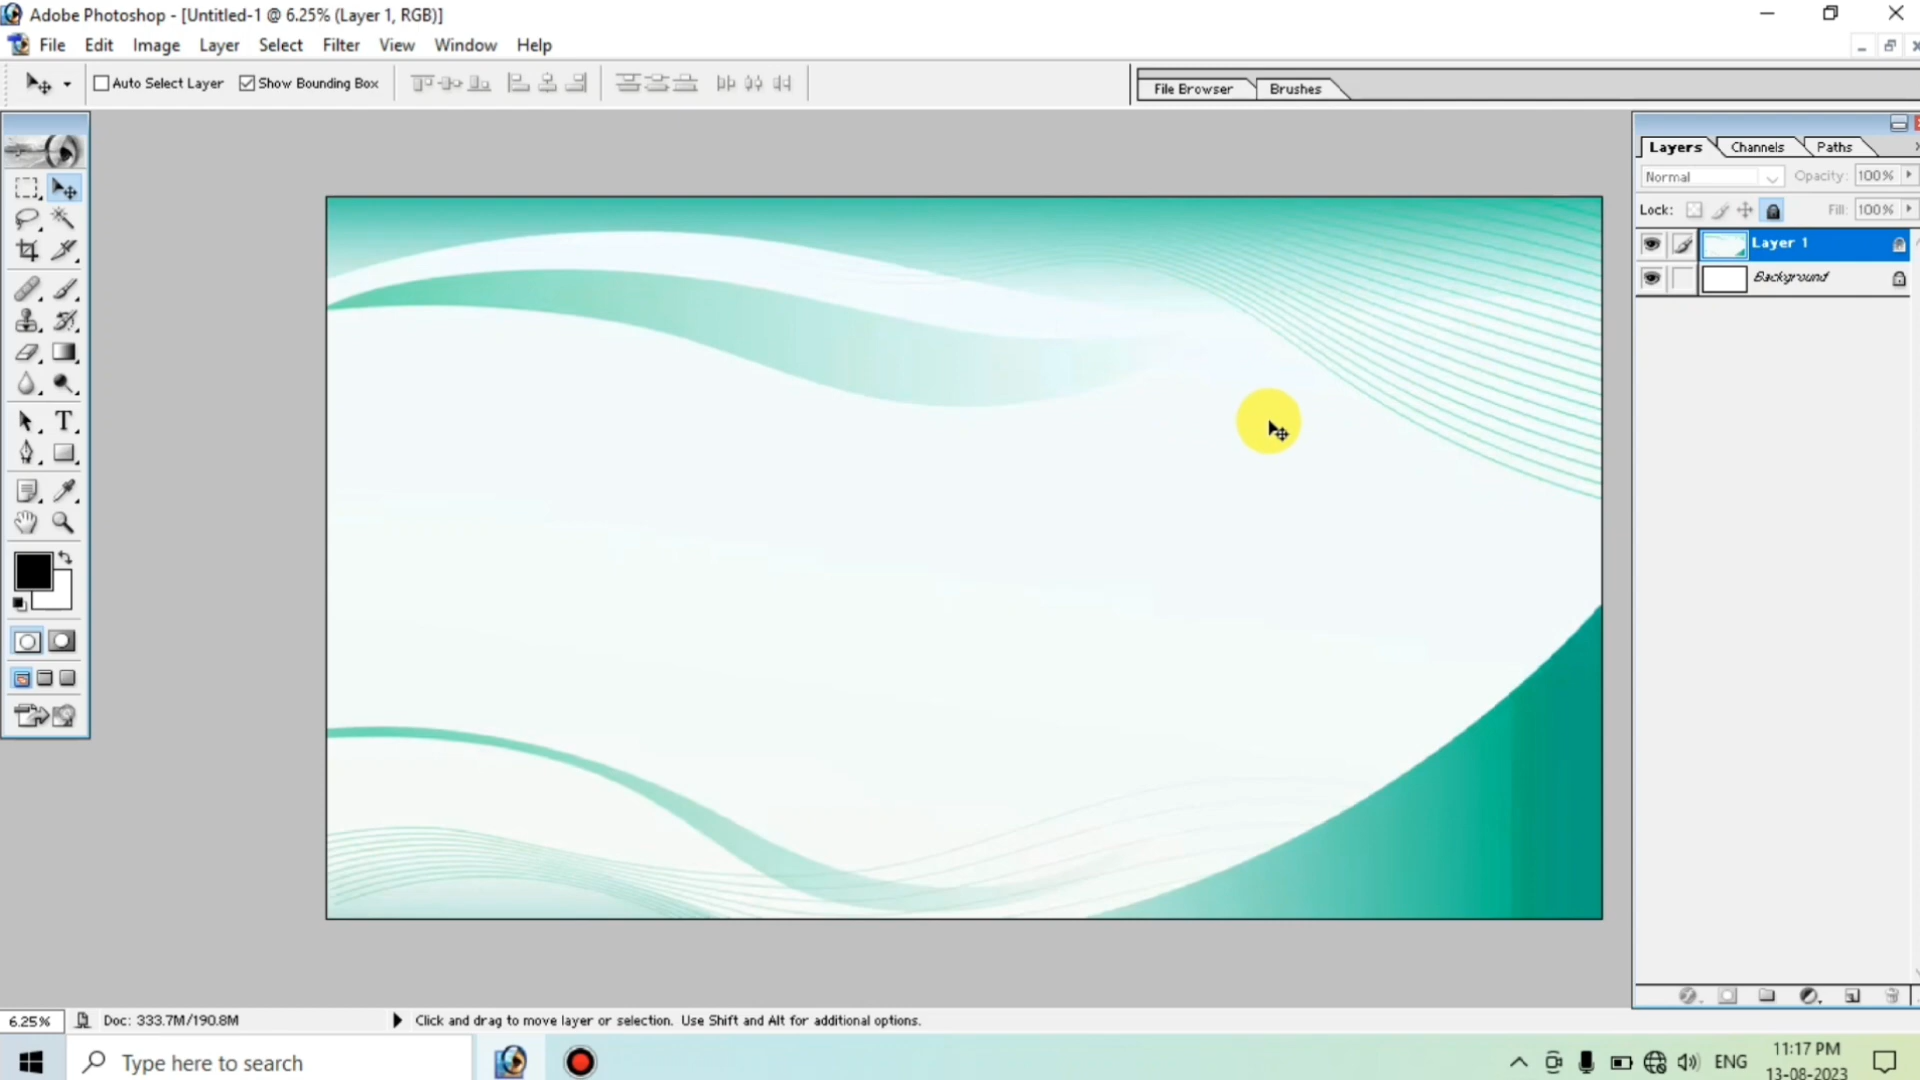 Adobe Photoshop - [Untitled-1 @ 6.25% (Layer 1, RGB)]
File Edit Image Layer Select Filter View Window Help
Auto Select Layer Show Bounding Box File Browser Brushes
Layers Channels Paths
Normal Opacity: 100%
Lock: Fill: 100%
Layer 1
Background
T
6.25% Doc: 333.7M/190.8M Click and drag to move layer or selection. Use Shift and Alt for additional options.
Type here to search
ENG
11:17 PM
13-08-2023